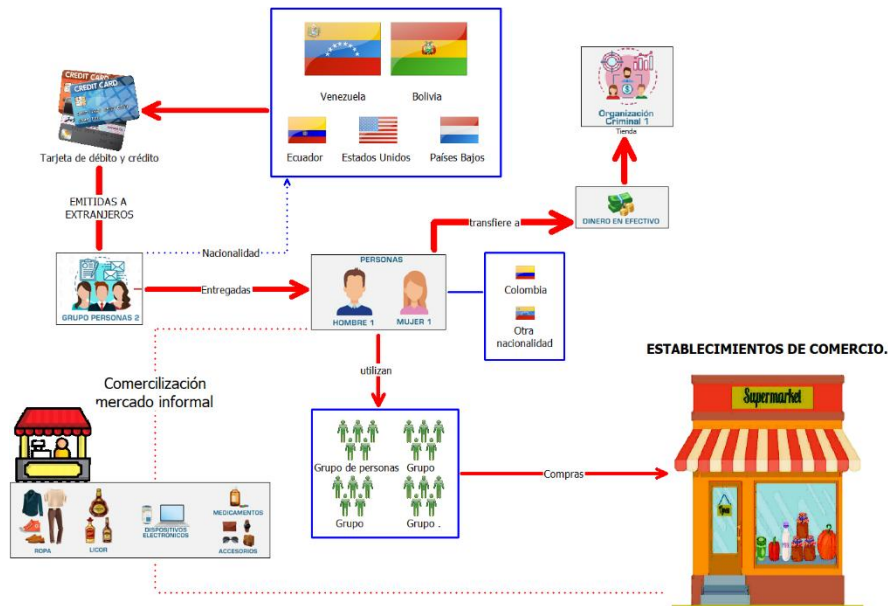 Venezuela
Bolivia
Ecuador
Estados Unidos
Países Bajos
CREDIT CARD
CREDIT CARD
Tarjeta de débito y crédito
EMITIDAS A
EXTRANJEROS
Nacionalidad
GRUPO PERSONAS 2
Entregadas
PERSONAS
HOMBRE 1
MUJER 1
transfiere a
DINERO EN EFECTIVO
Organización
Criminal 1
Tienda
Colombia
Otra
nacionalidad
utilizan
Grupo de personas
Grupo
Grupo
Grupo .
Compras
ESTABLECIMIENTOS DE COMERCIO.
Supermarket
Comercilización
mercado informal
ROPA
LICOR
DISPOSITIVOS
ELECTRÓNICOS
MEDICAMENTOS
ACCESORIOS